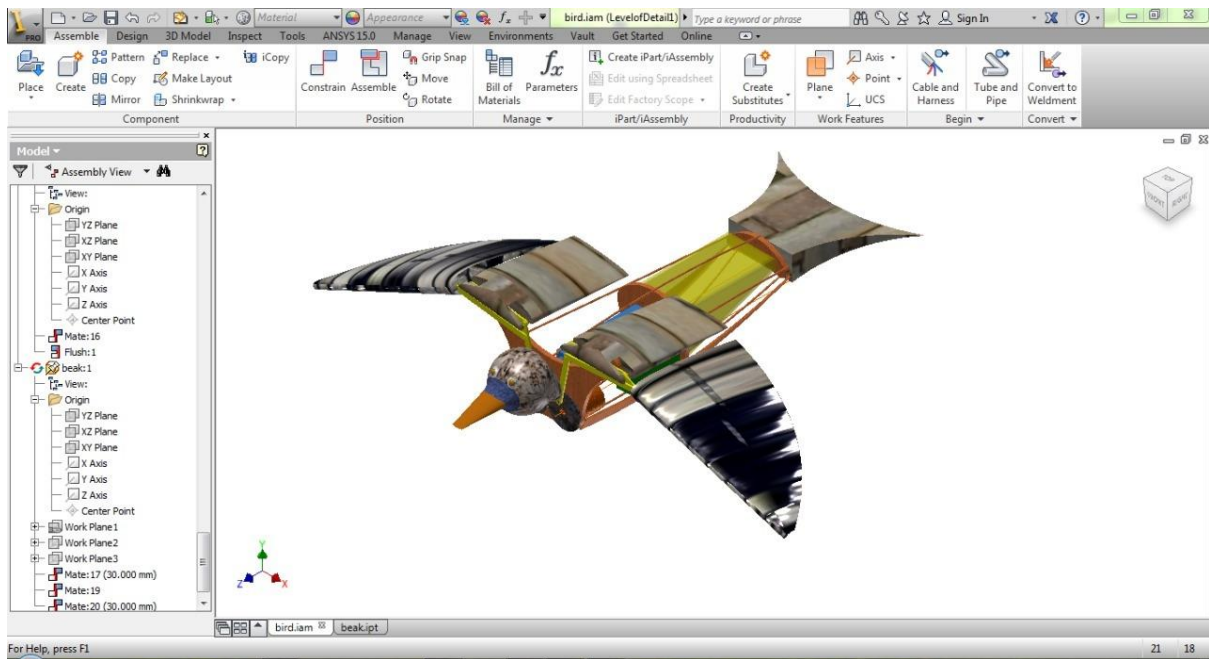 Material
Appearance
bird.iam (LevelofDetail1)
Type a keyword or phrase
Sign In
PRO
Assemble Design 3D Model Inspect Tools ANSYS 15.0 Manage View Environments Vault Get Started Online
Place
Create
Pattern
Copy
Mirror
Replace
Make Layout
Shrinkwrap
iCopy
Component
Constrain
Assemble
Grip Snap
Move
Rotate
Position
Bill of Materials
fx
Parameters
Manage
Create iPart/iAssembly
Edit using Spreadsheet
Edit Factory Scope
iPart/iAssembly
Create Substitutes
Productivity
Plane
Axis
Point
UCS
Work Features
Cable and Harness
Tube and Pipe
Begin
Convert to Weldment
Convert
Model
Assembly View
View:
Origin
YZ Plane
XZ Plane
XY Plane
X Axis
Y Axis
Z Axis
Center Point
Mate:16
Flush:1
beak:1
View:
Origin
YZ Plane
XZ Plane
XY Plane
X Axis
Y Axis
Z Axis
Center Point
Work Plane1
Work Plane2
Work Plane3
Mate:17 (30.000 mm)
Mate:19
Mate:20 (30.000 mm)
TOP
FRONT
RIGHT
Y
Z
X
bird.iam
beak.ipt
For Help, press F1
21 18